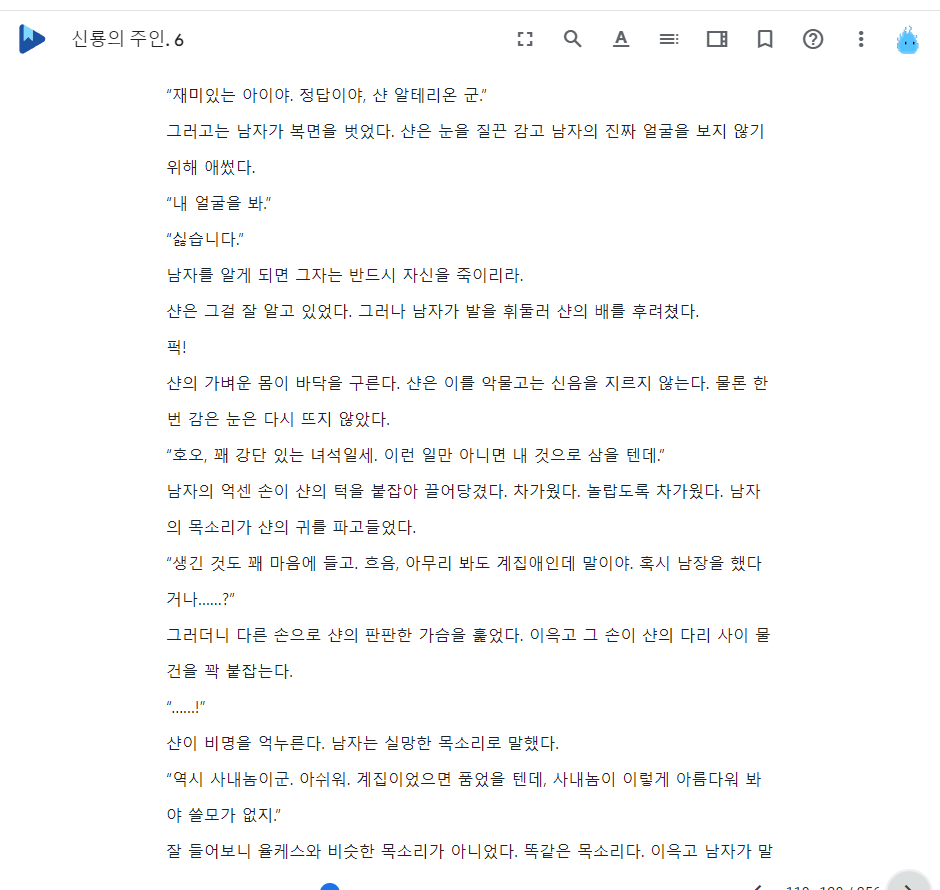 신룡의 주인. 6
“재미있는 아이야. 정답이야, 샨 알테리온 군.”
그러고는 남자가 복면을 벗었다. 샨은 눈을 질끈 감고 남자의 진짜 얼굴을 보지 않기
위해 애썼다.
“내 얼굴을 봐.”
“싫습니다.”
남자를 알게 되면 그자는 반드시 자신을 죽이리라.
샨은 그걸 잘 알고 있었다. 그러나 남자가 발을 휘둘러 샨의 배를 후려쳤다.
퍽!
샨의 가벼운 몸이 바닥을 구른다. 샨은 이를 악물고는 신음을 지르지 않는다. 물론 한
번 감은 눈은 다시 뜨지 않았다.
“호오, 꽤 강단 있는 녀석일세. 이런 일만 아니면 내 것으로 삼을 텐데.”
남자의 억센 손이 샨의 턱을 붙잡아 끌어당겼다. 차가웠다. 놀랍도록 차가웠다. 남자
의 목소리가 샨의 귀를 파고들었다.
“생긴 것도 꽤 마음에 들고. 흐음, 아무리 봐도 계집애인데 말이야. 혹시 남장을 했다
거나……?”
그러더니 다른 손으로 샨의 판판한 가슴을 훑었다. 이윽고 그 손이 샨의 다리 사이 물
건을 꽉 붙잡는다.
“……!”
샨이 비명을 억누른다. 남자는 실망한 목소리로 말했다.
“역시 사내놈이군. 아쉬워. 계집이었으면 품었을 텐데, 사내놈이 이렇게 아름다워 봐
야 쓸모가 없지.”
잘 들어보니 율케스와 비슷한 목소리가 아니었다. 똑같은 목소리다. 이윽고 남자가 말